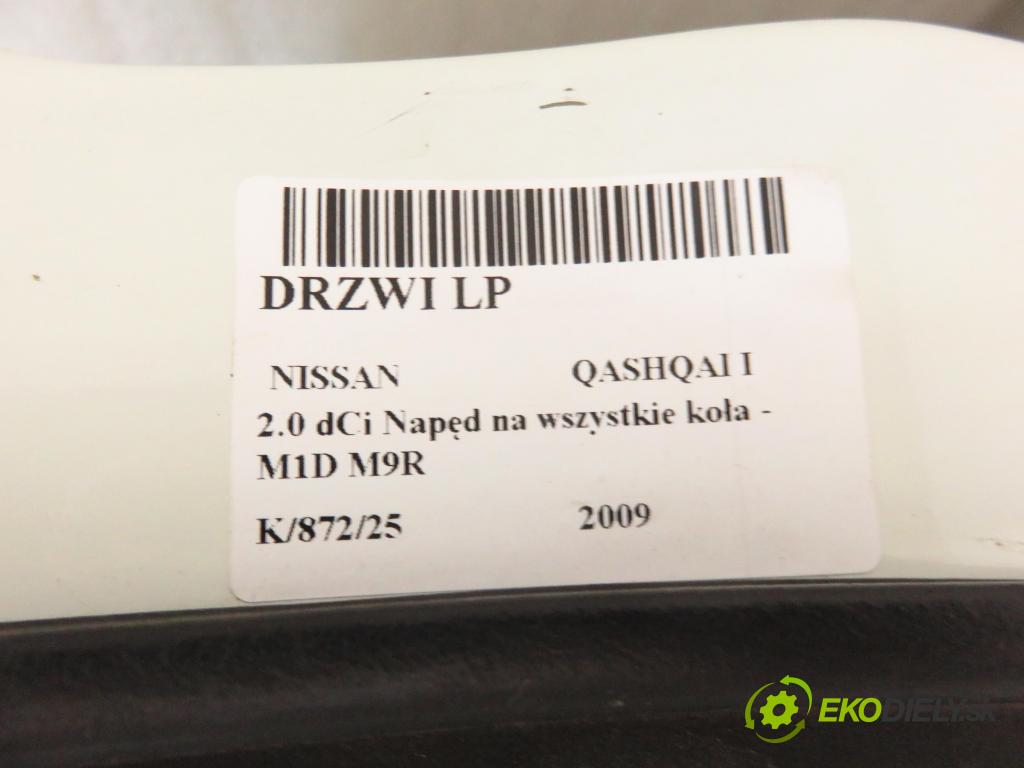 DRZWI LP
NISSAN QASHQAI I
2.0 dCi Napęd na wszystkie koła -
M1D M9R
K/872/25 2009
EKODIELY.SK